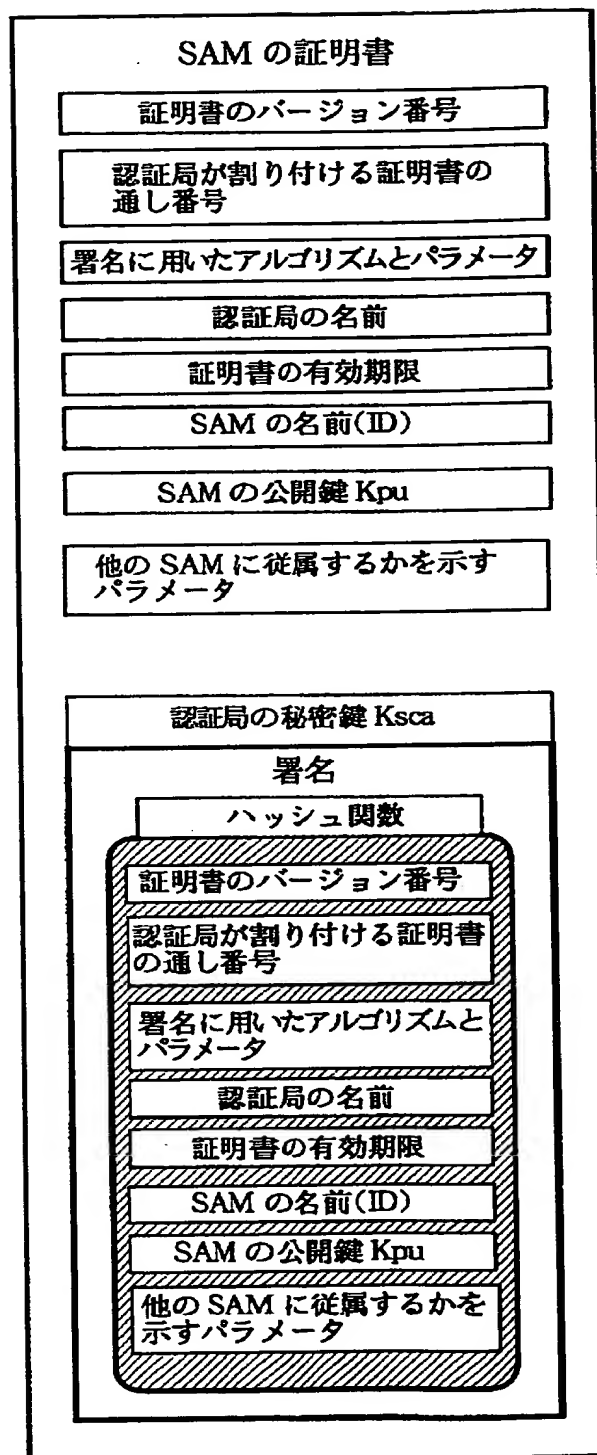 SAM の証明書
証明書のバージョン番号
認証局が割り付ける証明書の
通し番号
署名に用いたアルゴリズムとパラメータ
認証局の名前
証明書の有効期限
SAM の名前(ID)
SAM の公開鍵 Kpu
他の SAM に従属するかを示す
パラメータ
認証局の秘密鍵 Ksca
署名
ハッシュ関数
証明書のバージョン番号
認証局が割り付ける証明書
の通し番号
署名に用いたアルゴリズムと
パラメータ
認証局の名前
証明書の有効期限
SAM の名前(ID)
SAM の公開鍵 Kpu
他の SAM に従属するかを
示すパラメータ